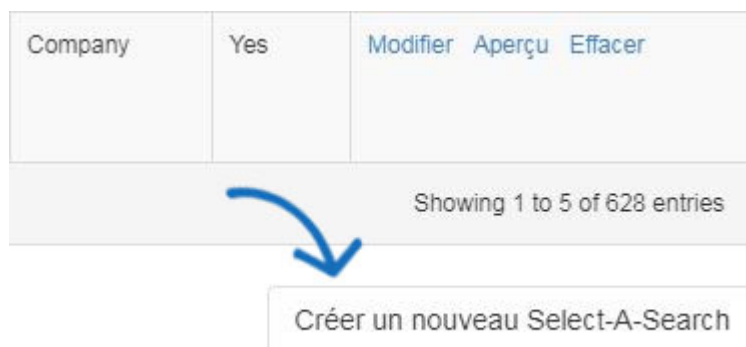 Company Yes Modifier Aperçu Effacer
Showing 1 to 5 of 628 entries
Créer un nouveau Select-A-Search